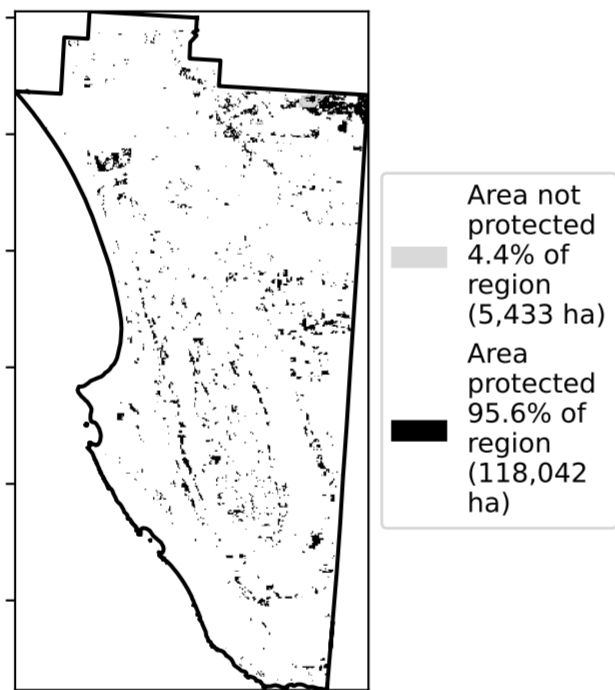 Area not
protected
4.4% of
region
(5,433 ha)
Area
protected
95.6% of
region
(118,042
ha)